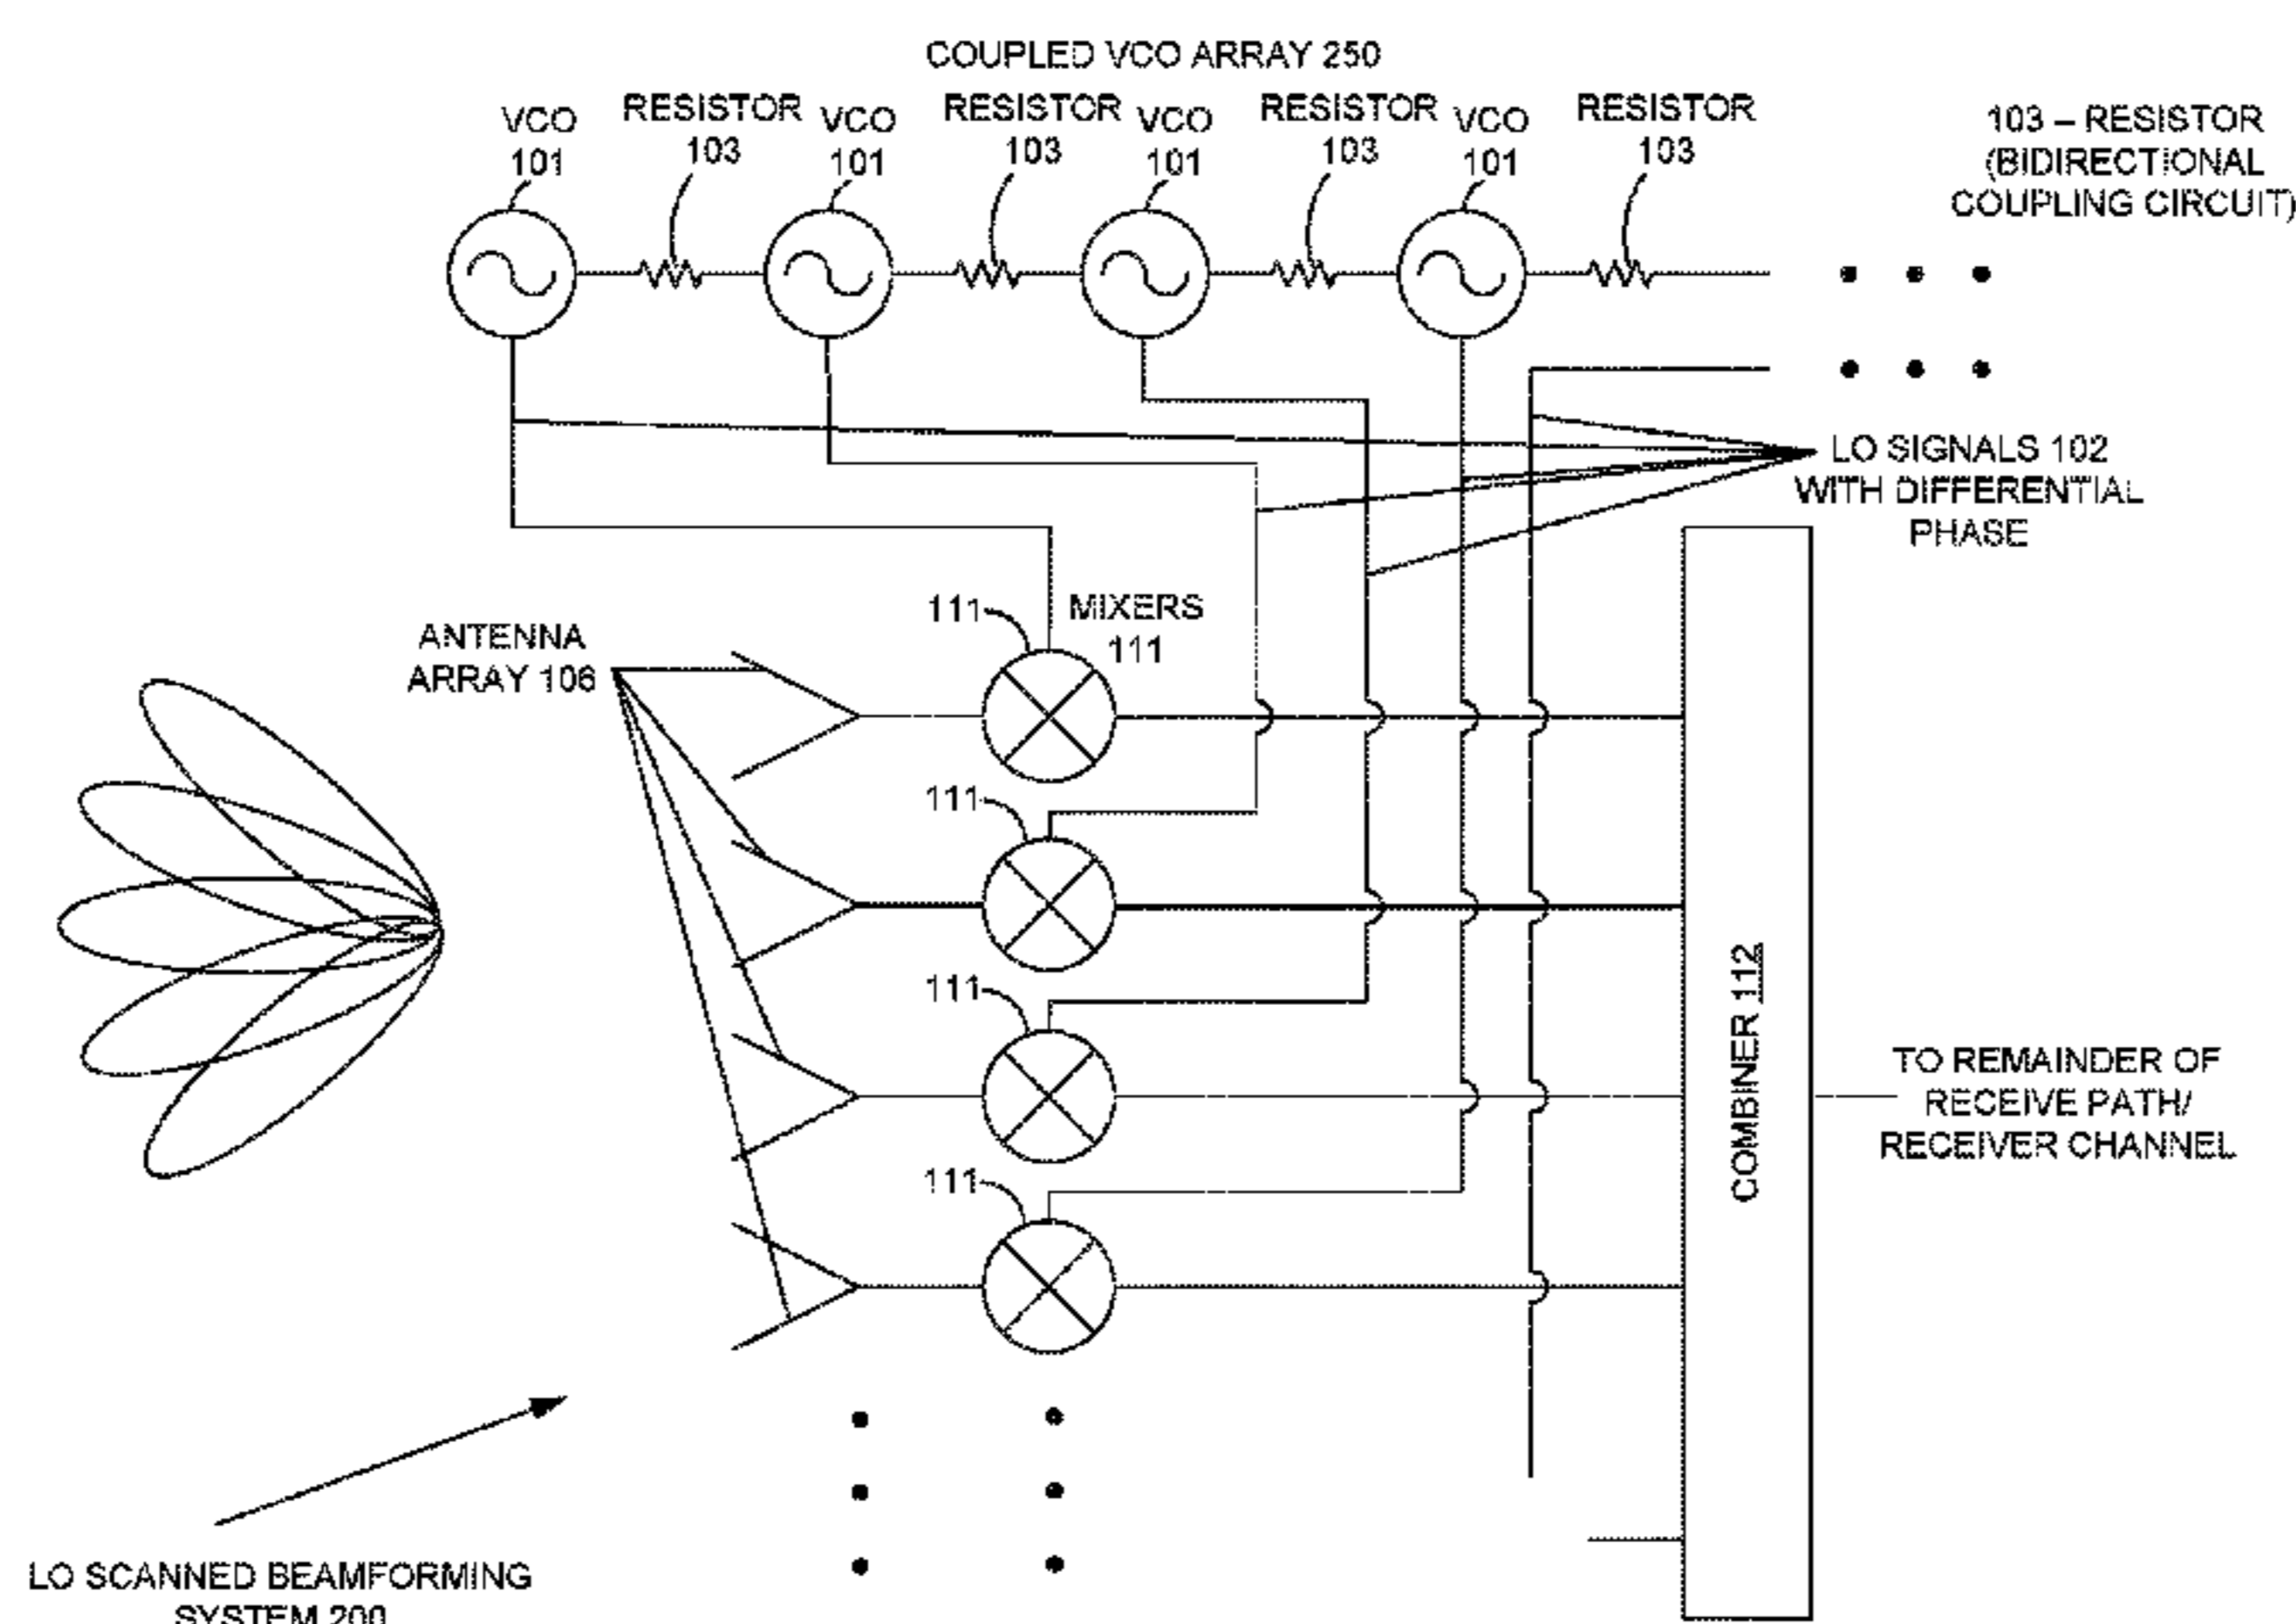 COUPLED VCO ARRAY 250
VCO
101
RESISTOR
103
VCO
101
RESISTOR
103
VCO
101
RESISTOR
103
VCO
101
RESISTOR
103
103 – RESISTOR
(BIDIRECTIONAL
COUPLING CIRCUIT)
LO SIGNALS 102
WITH DIFFERENTIAL
PHASE
111
MIXERS
111
ANTENNA
ARRAY 106
111
111
111
COMBINER 112
TO REMAINDER OF
RECEIVE PATH/
RECEIVER CHANNEL
LO SCANNED BEAMFORMING
SYSTEM 200